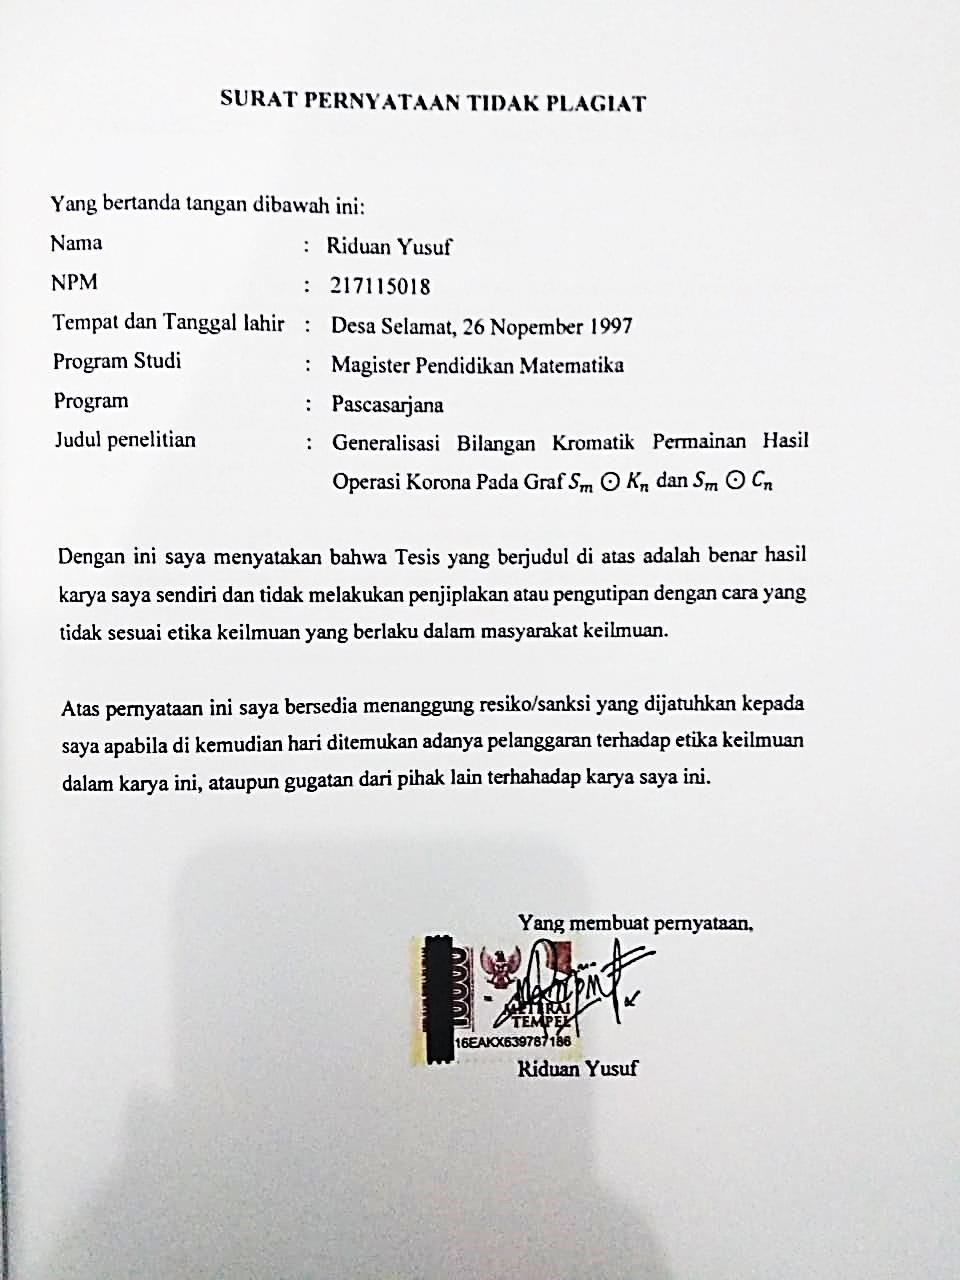 SURAT PERNYATAAN TIDAK PLAGIAT
Yang bertanda tangan dibawah ini:
Nama : Riduan Yusuf
NPM : 217115018
Tempat dan Tanggal lahir : Desa Selamat, 26 Nopember 1997
Program Studi : Magister Pendidikan Matematika
Program : Pascasarjana
Judul penelitian : Generalisasi Bilangan Kromatik Permainan Hasil
Operasi Korona Pada Graf Sₘ ⊙ Kₙ dan Sₘ ⊙ Cₙ
Dengan ini saya menyatakan bahwa Tesis yang berjudul di atas adalah benar hasil
karya saya sendiri dan tidak melakukan penjiplakan atau pengutipan dengan cara yang
tidak sesuai etika keilmuan yang berlaku dalam masyarakat keilmuan.
Atas pernyataan ini saya bersedia menanggung resiko/sanksi yang dijatuhkan kepada
saya apabila di kemudian hari ditemukan adanya pelanggaran terhadap etika keilmuan
dalam karya ini, ataupun gugatan dari pihak lain terhahadap karya saya ini.
Yang membuat pernyataan,
METERAI
TEMPEL
16EAKX639787186
Riduan Yusuf